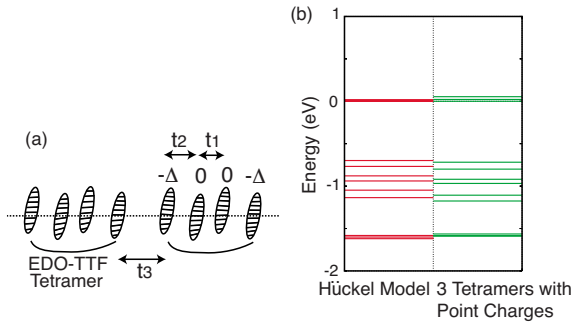 (a)
t2 t1
-Δ 0 0 -Δ
EDO-TTF
Tetramer
t3
(b)
1
0
-1
-2
Energy (eV)
Hückel Model
3 Tetramers with
Point Charges